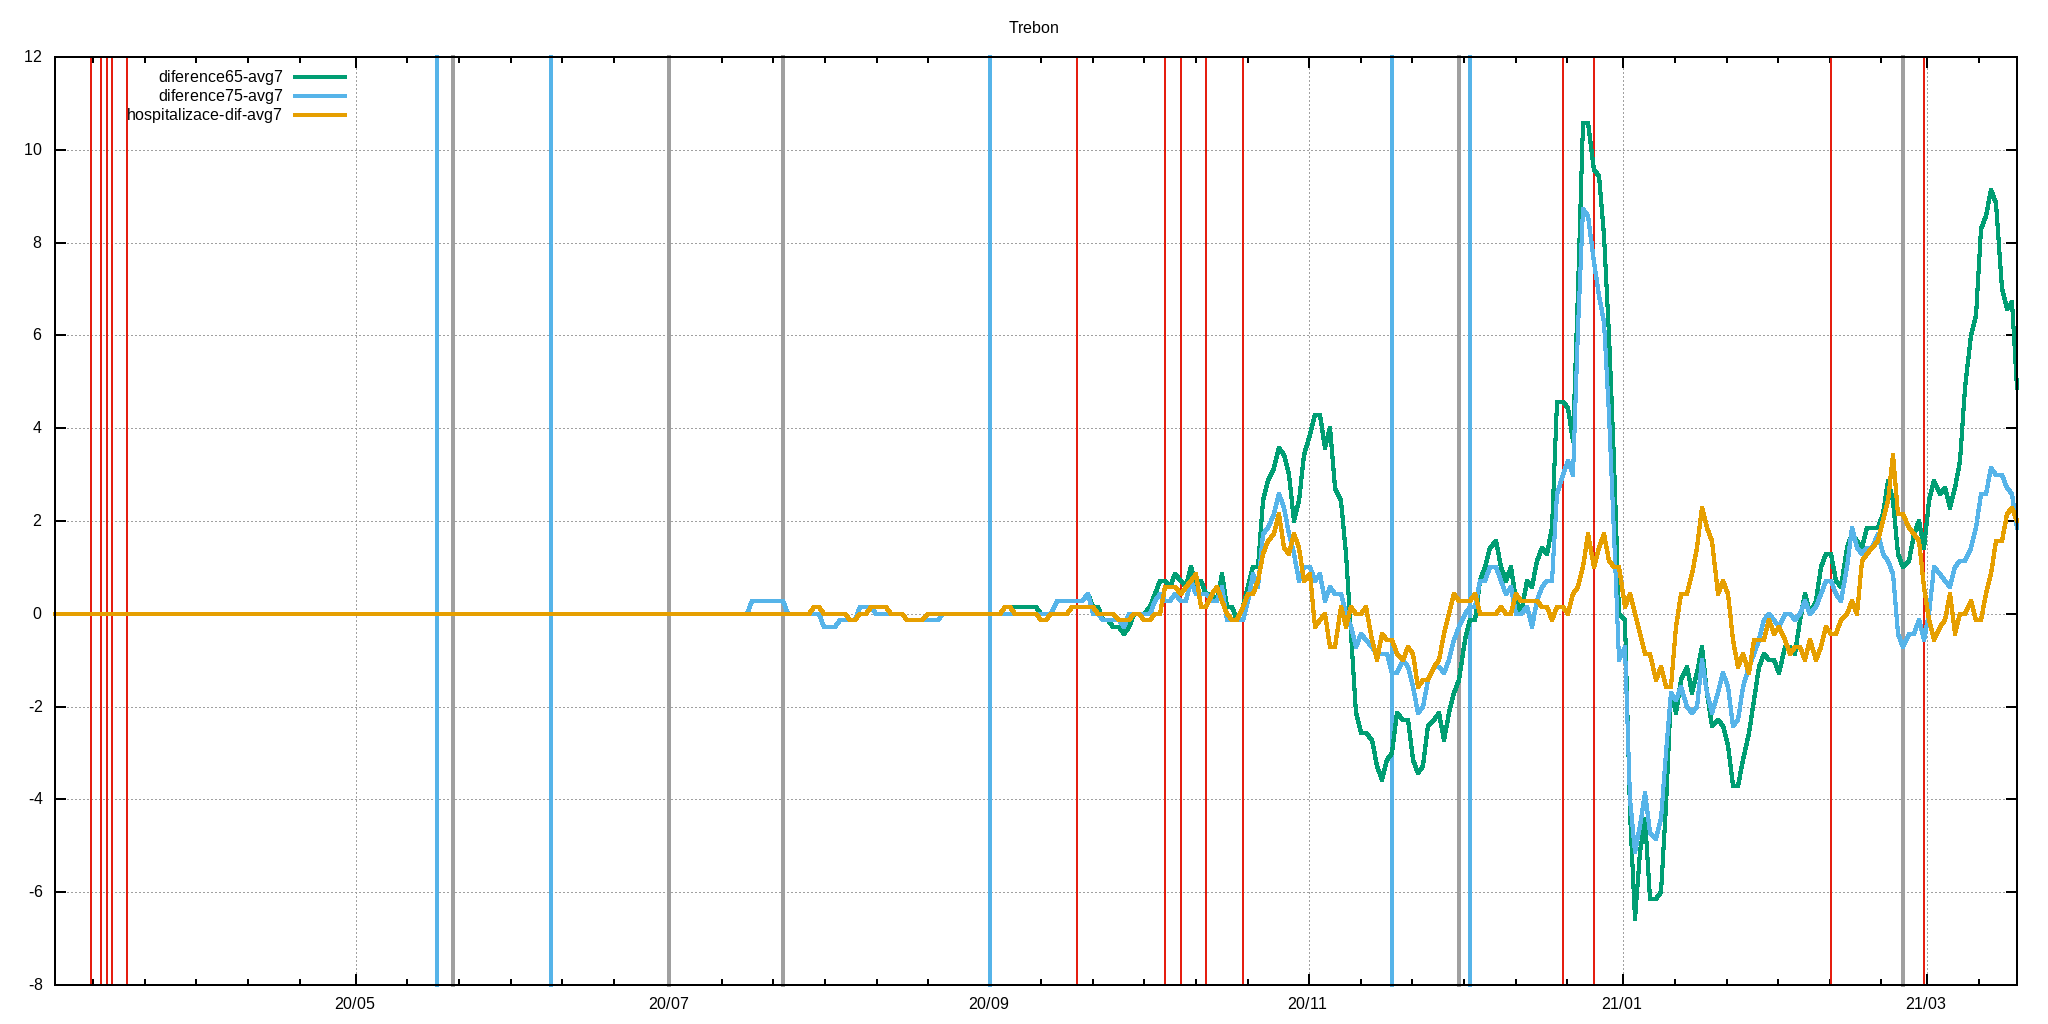 Trebon
12
diference65-avg7
diference75-avg7
hospitalizace-dif-avg7
10
8
6
4
2
0
-2
-4
-6
-8
20/05 20/07 20/09 20/11 21/01 21/03